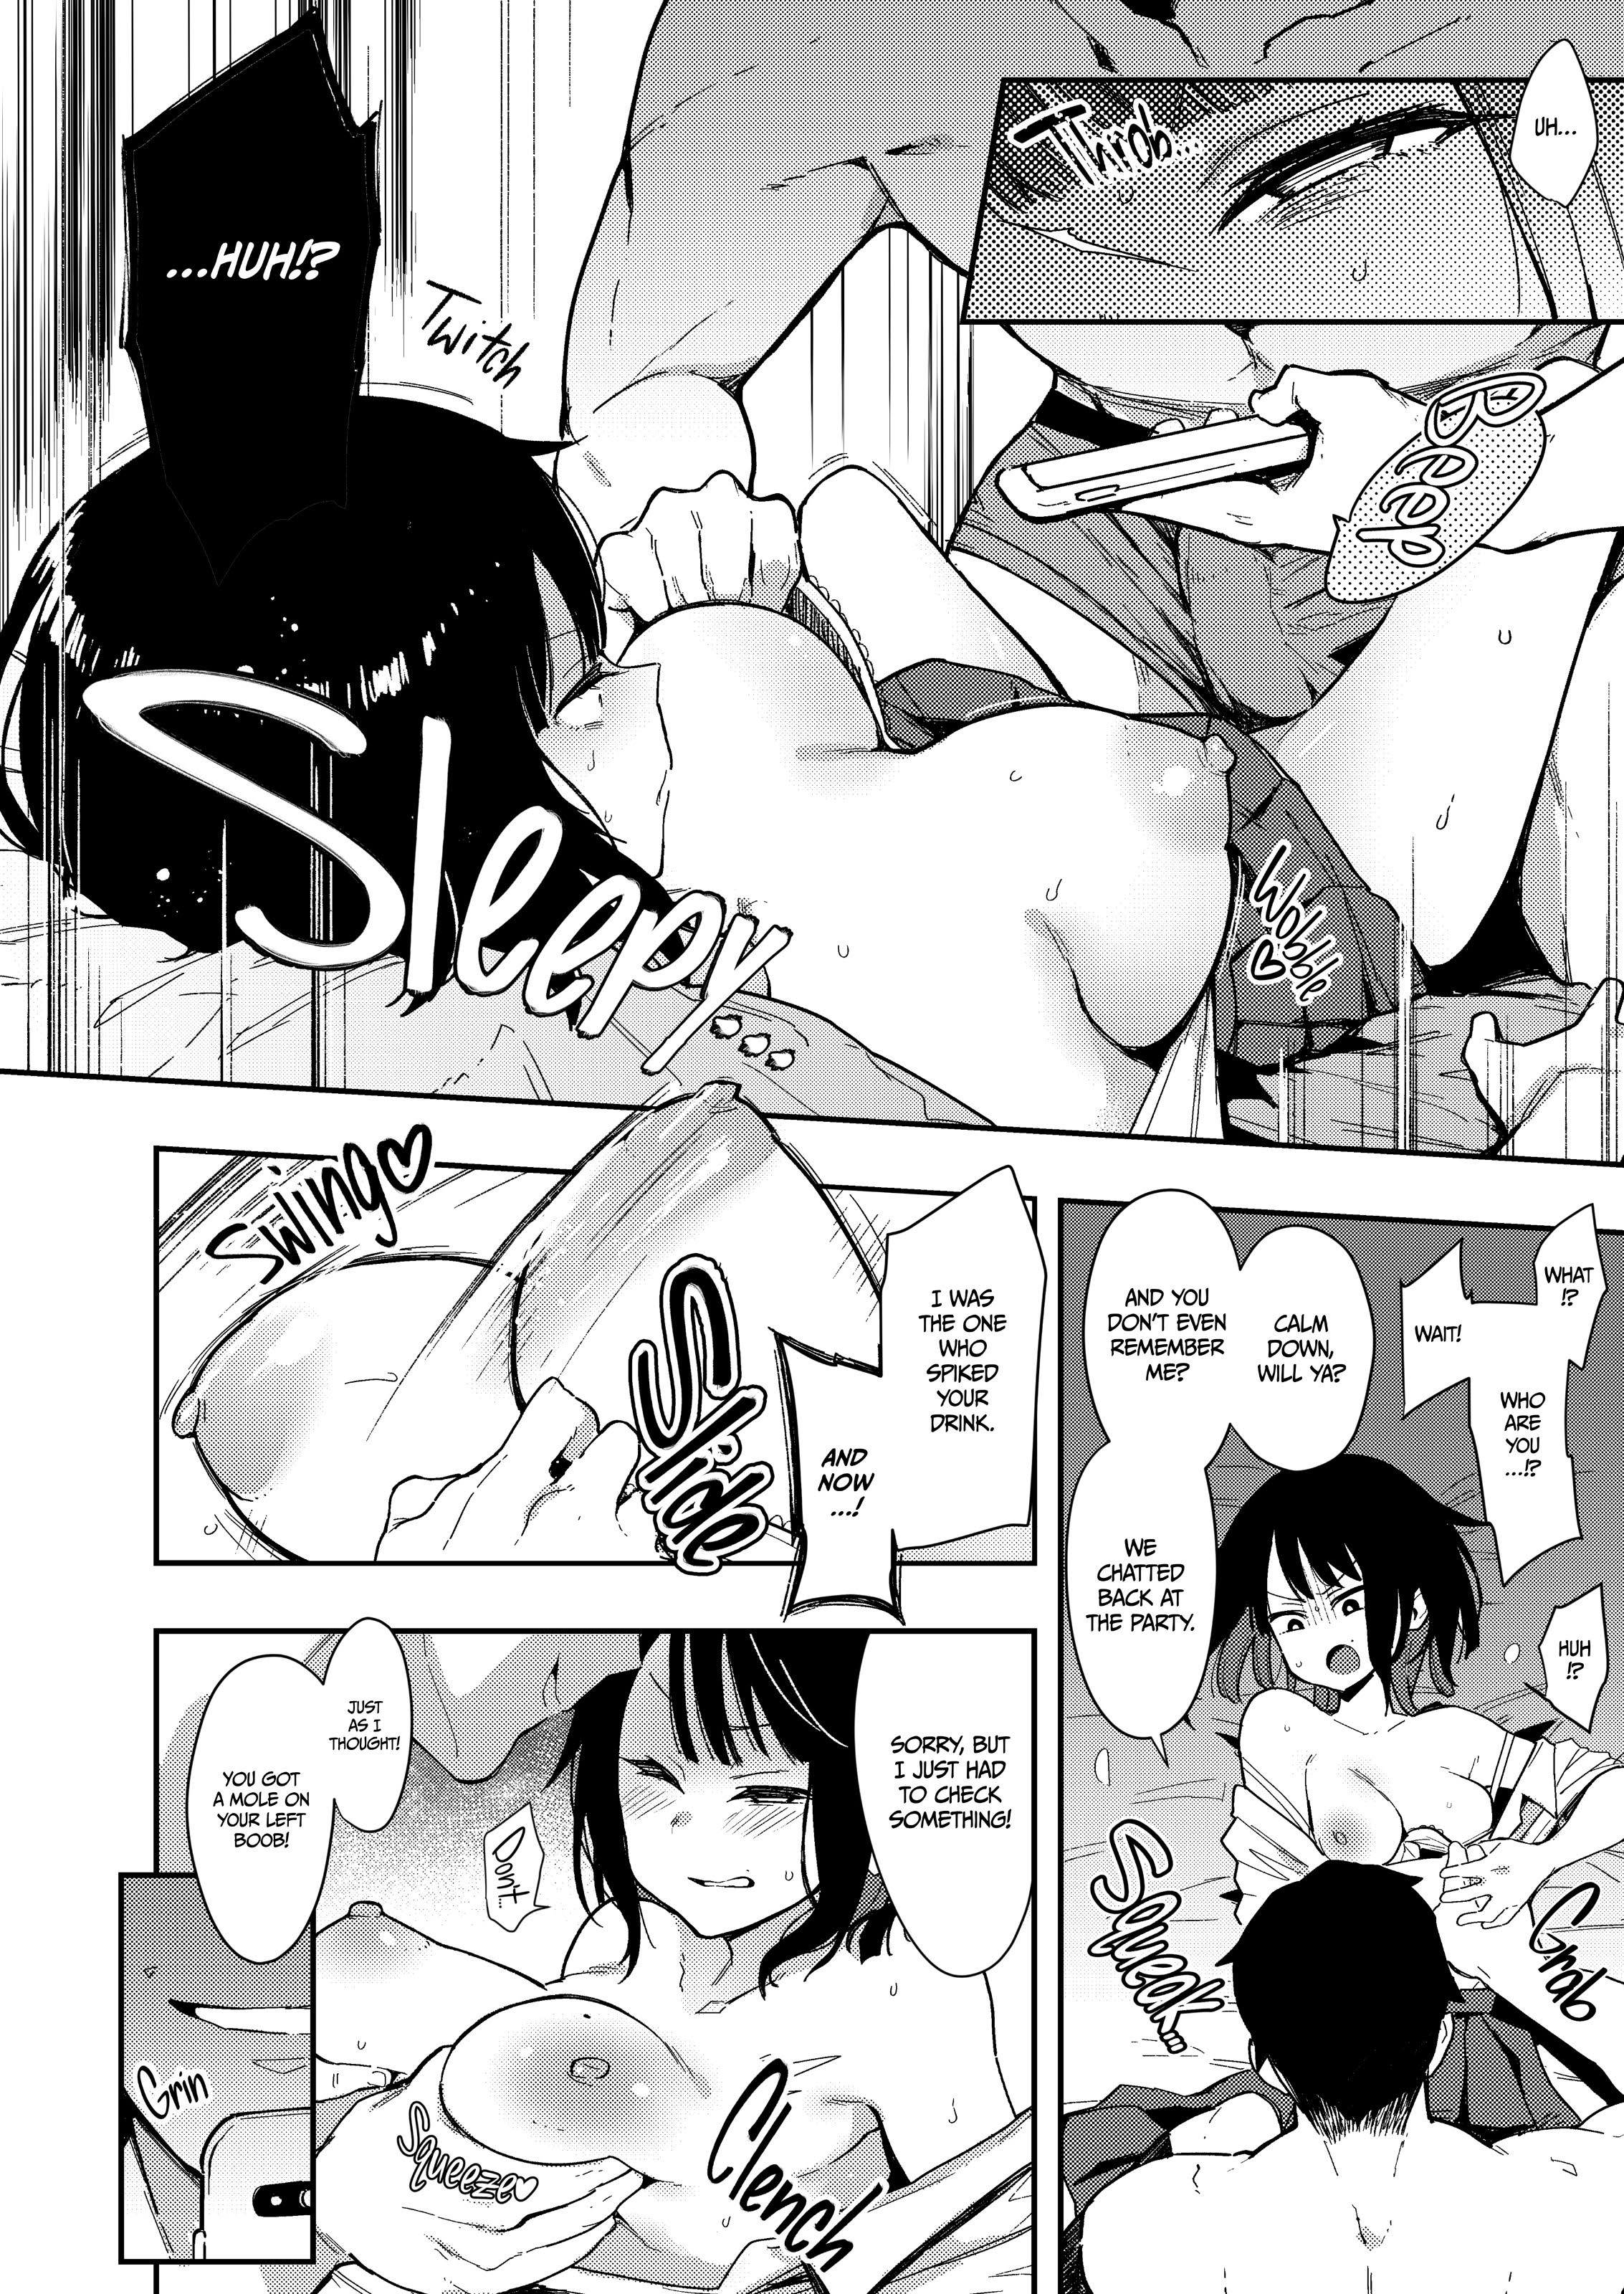 UH...
Throb...
Beep
...HUH!?
Twitch
Sleepy...
Wobble
WHAT
!?
WAIT!
WHO
ARE
YOU
...!?
CALM
DOWN,
WILL YA?
AND YOU
DON'T EVEN
REMEMBER
ME?
WE
CHATTED
BACK AT
THE PARTY.
HUH
!?
Squeak...
Grab
I WAS
THE ONE
WHO
SPIKED
YOUR
DRINK.
AND
NOW
...!
Swing
Slide
SORRY, BUT
I JUST HAD
TO CHECK
SOMETHING!
Don't...
JUST
AS I
THOUGHT!
YOU GOT
A MOLE ON
YOUR LEFT
BOOB!
Squeeze
Clench
Grin